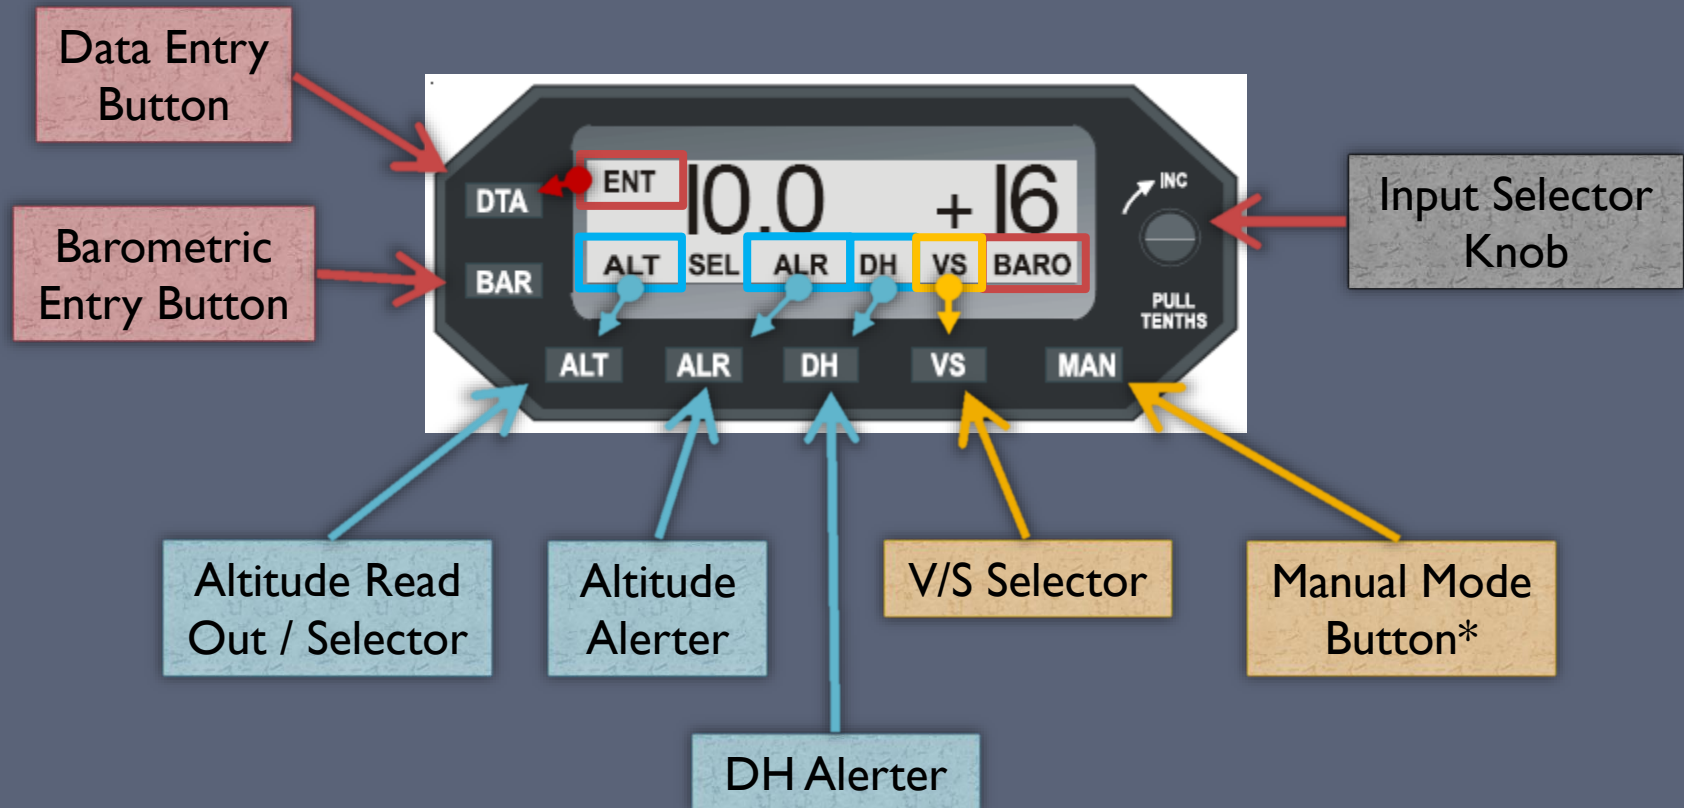 Data Entry
Button
Barometric
Entry Button
DTA
BAR
ENT
10.0 + 16
ALT SEL ALR DH VS BARO
INC
PULL
TENTHS
ALT ALR DH VS MAN
Input Selector
Knob
Altitude Read
Out / Selector
Altitude
Alerter
V/S Selector
Manual Mode
Button*
DH Alerter